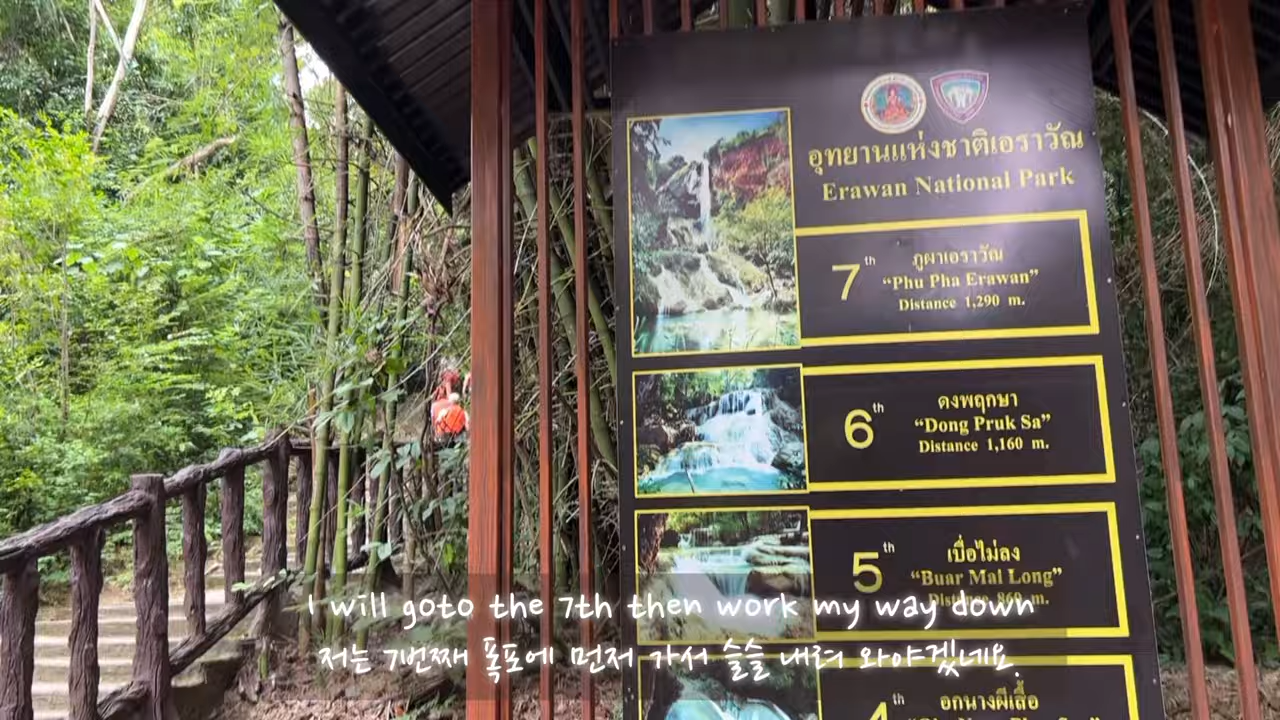 อุทยานแห่งชาติเอราวัณ
Erawan National Park
7th
ภูผาเอราวัณ
"Phu Pha Erawan"
Distance 1,290 m.
6th
ดงพฤกษา
"Dong Pruk Sa"
Distance 1,160 m.
5th
เบื่อไม่ลง
"Buar Mai Long"
Distance 860 m.
I will goto the 7th then work my way down
저는 7번째 폭포에 먼저 가서 슬슬 내려 와야겠네요.
4th
อกนางผีเสื้อ